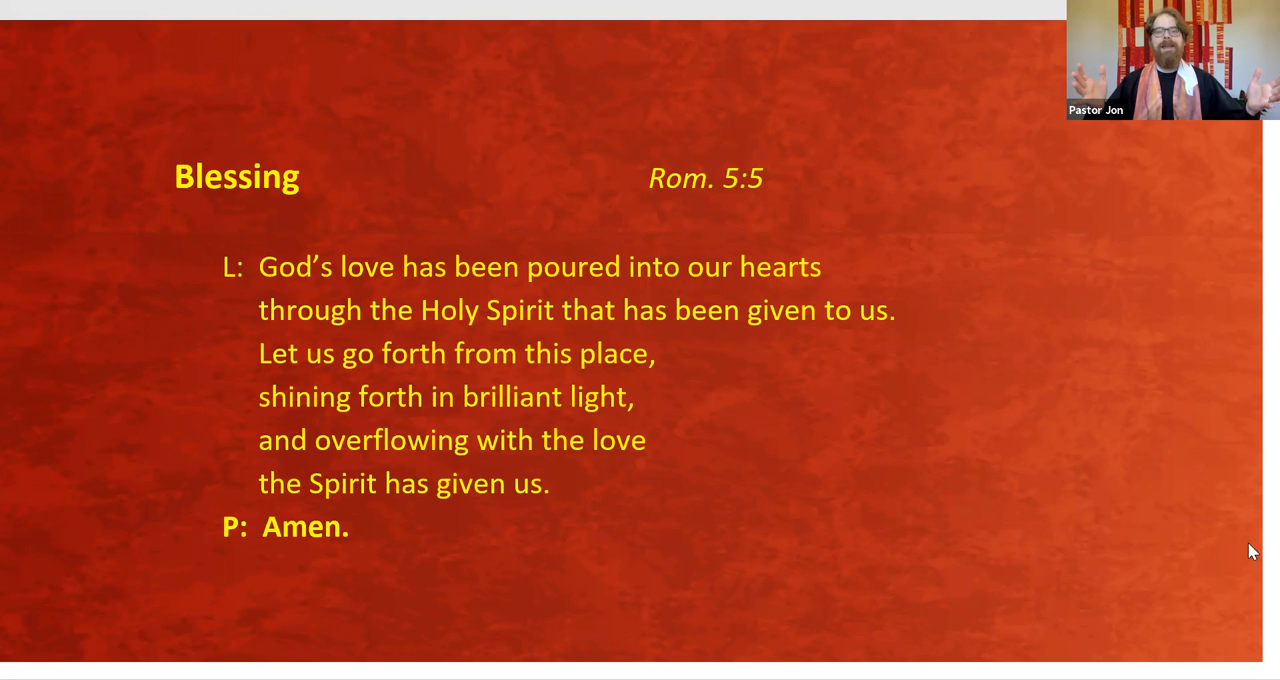 Pastor Jon
Blessing Rom. 5:5
L: God’s love has been poured into our hearts
through the Holy Spirit that has been given to us.
Let us go forth from this place,
shining forth in brilliant light,
and overflowing with the love
the Spirit has given us.
P: Amen.